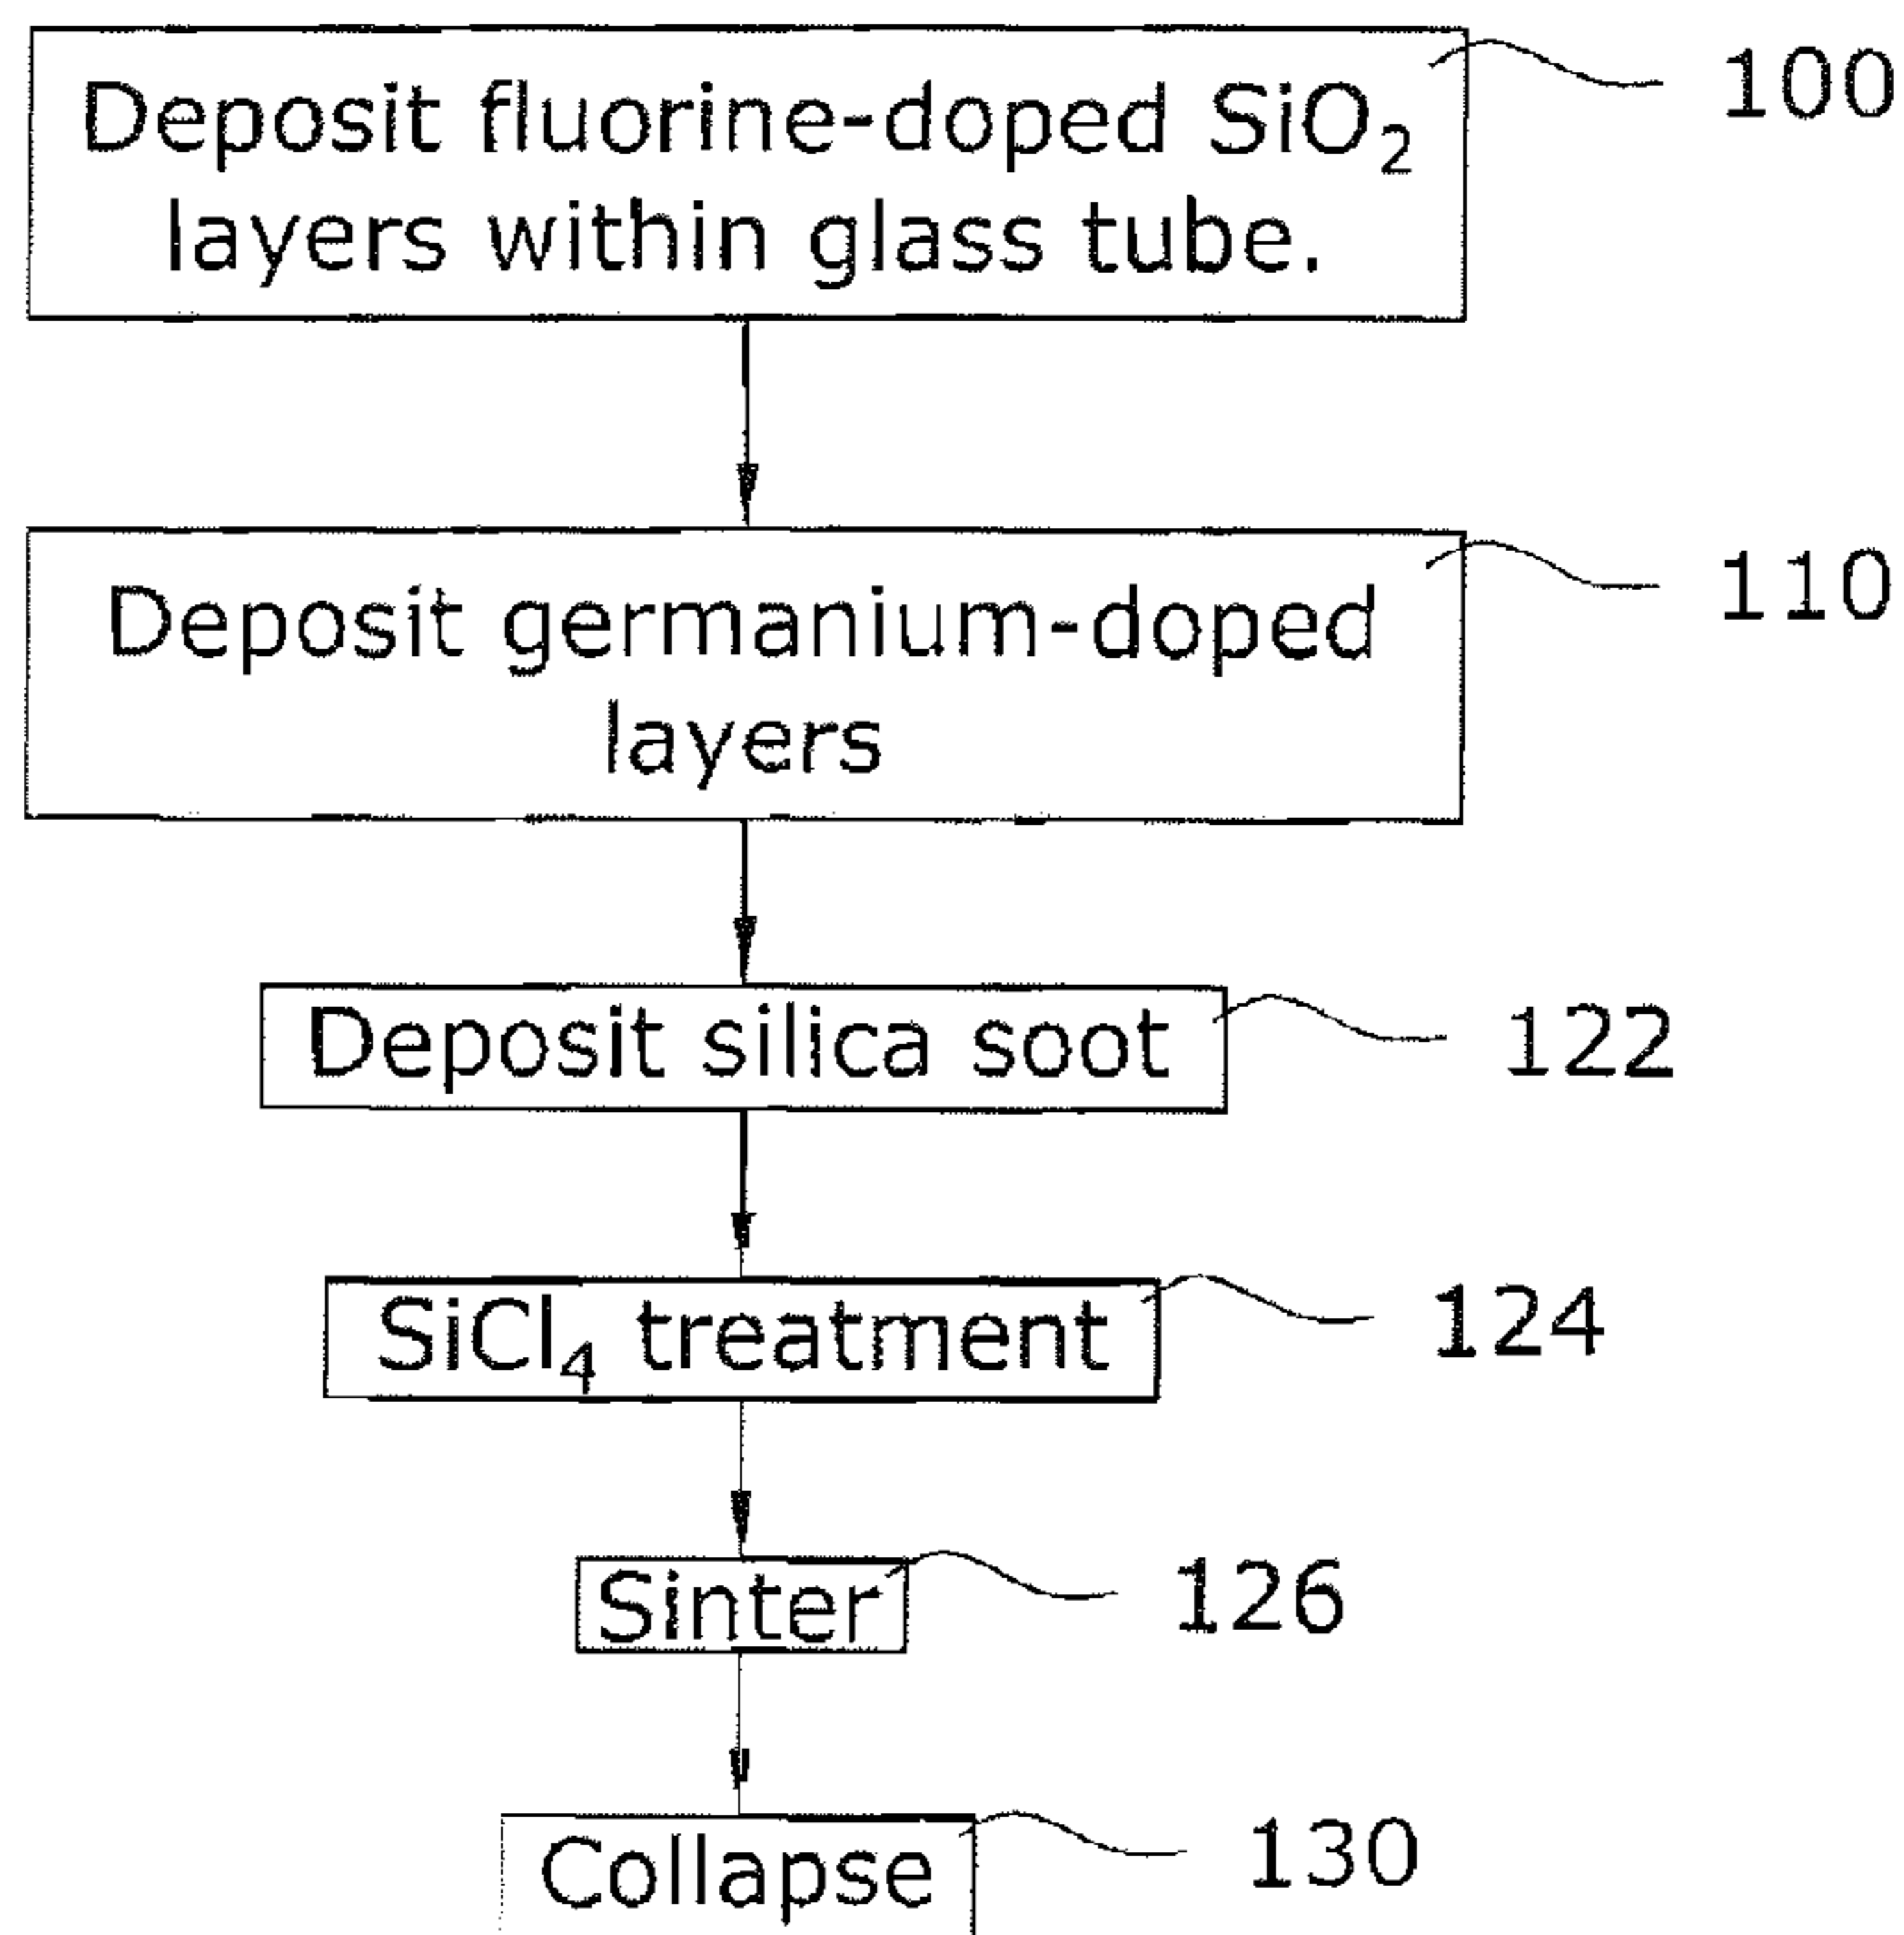 Deposit fluorine-doped SiO₂ 100
layers within glass tube.
Deposit germanium-doped 110
layers
Deposit silica soot 122
SiCl₄ treatment 124
Sinter 126
Collapse 130